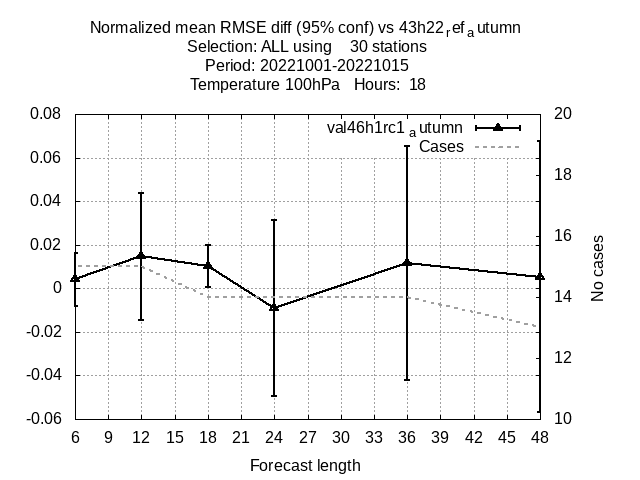 Normalized mean RMSE diff (95% conf) vs 43h22ref autumn
Selection: ALL using 30 stations
Period: 20221001-20221015
Temperature 100hPa Hours: 18
val46h1rc1autumn
Cases
0.08
0.06
0.04
0.02
0
-0.02
-0.04
-0.06
20
18
16
14
12
10
No cases
6 9 12 15 18 21 24 27 30 33 36 39 42 45 48
Forecast length